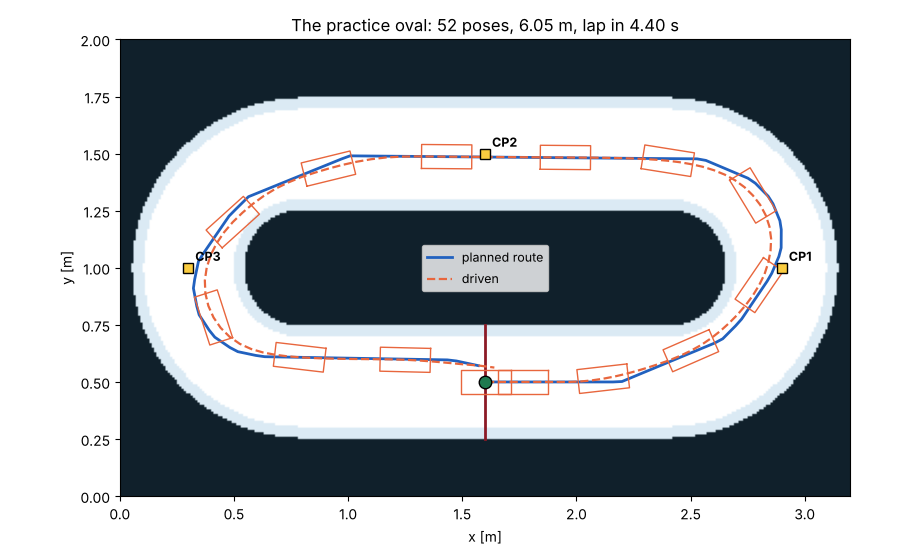 The practice oval: 52 poses, 6.05 m, lap in 4.40 s
2.00
1.75
1.50
1.25
1.00
0.75
0.50
0.25
0.00
y [m]
CP2
CP3
CP1
planned route
driven
0.0
0.5
1.0
1.5
2.0
2.5
3.0
x [m]